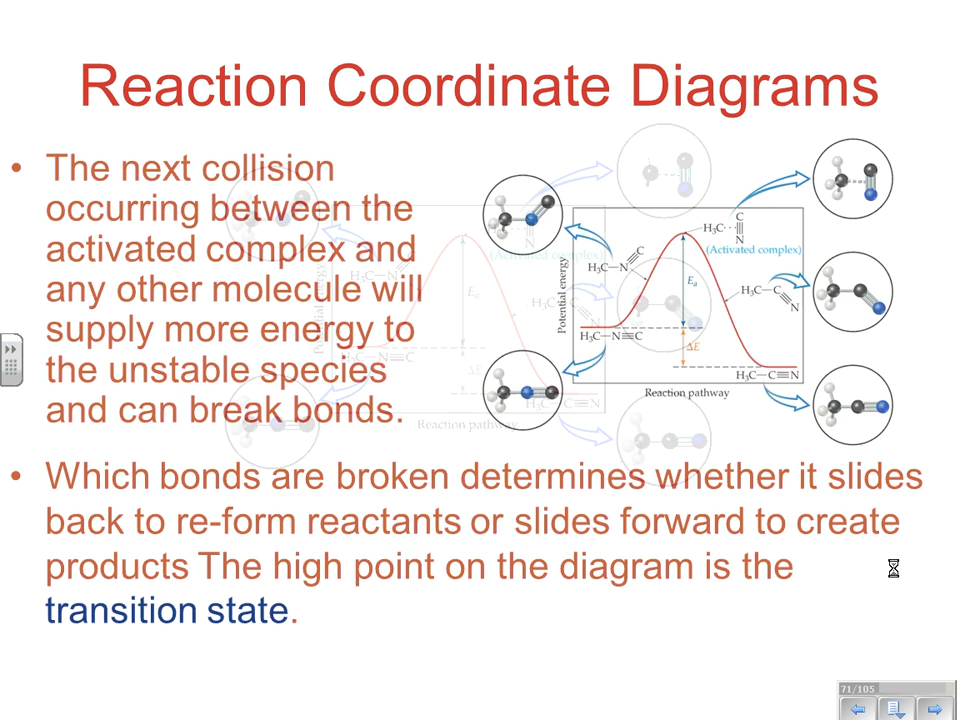 Reaction Coordinate Diagrams
• The next collision
occurring between the
activated complex and
any other molecule will
supply more energy to
the unstable species
and can break bonds.
H₃C···C≡N
(Activated complex)
H₃C—N≡C
Potential energy
Eₐ
H₃C—C≡N
H₃C—N≡C
ΔE
H₃C—C≡N
Reaction pathway
• Which bonds are broken determines whether it slides
back to re-form reactants or slides forward to create
products The high point on the diagram is the
transition state.
71/105